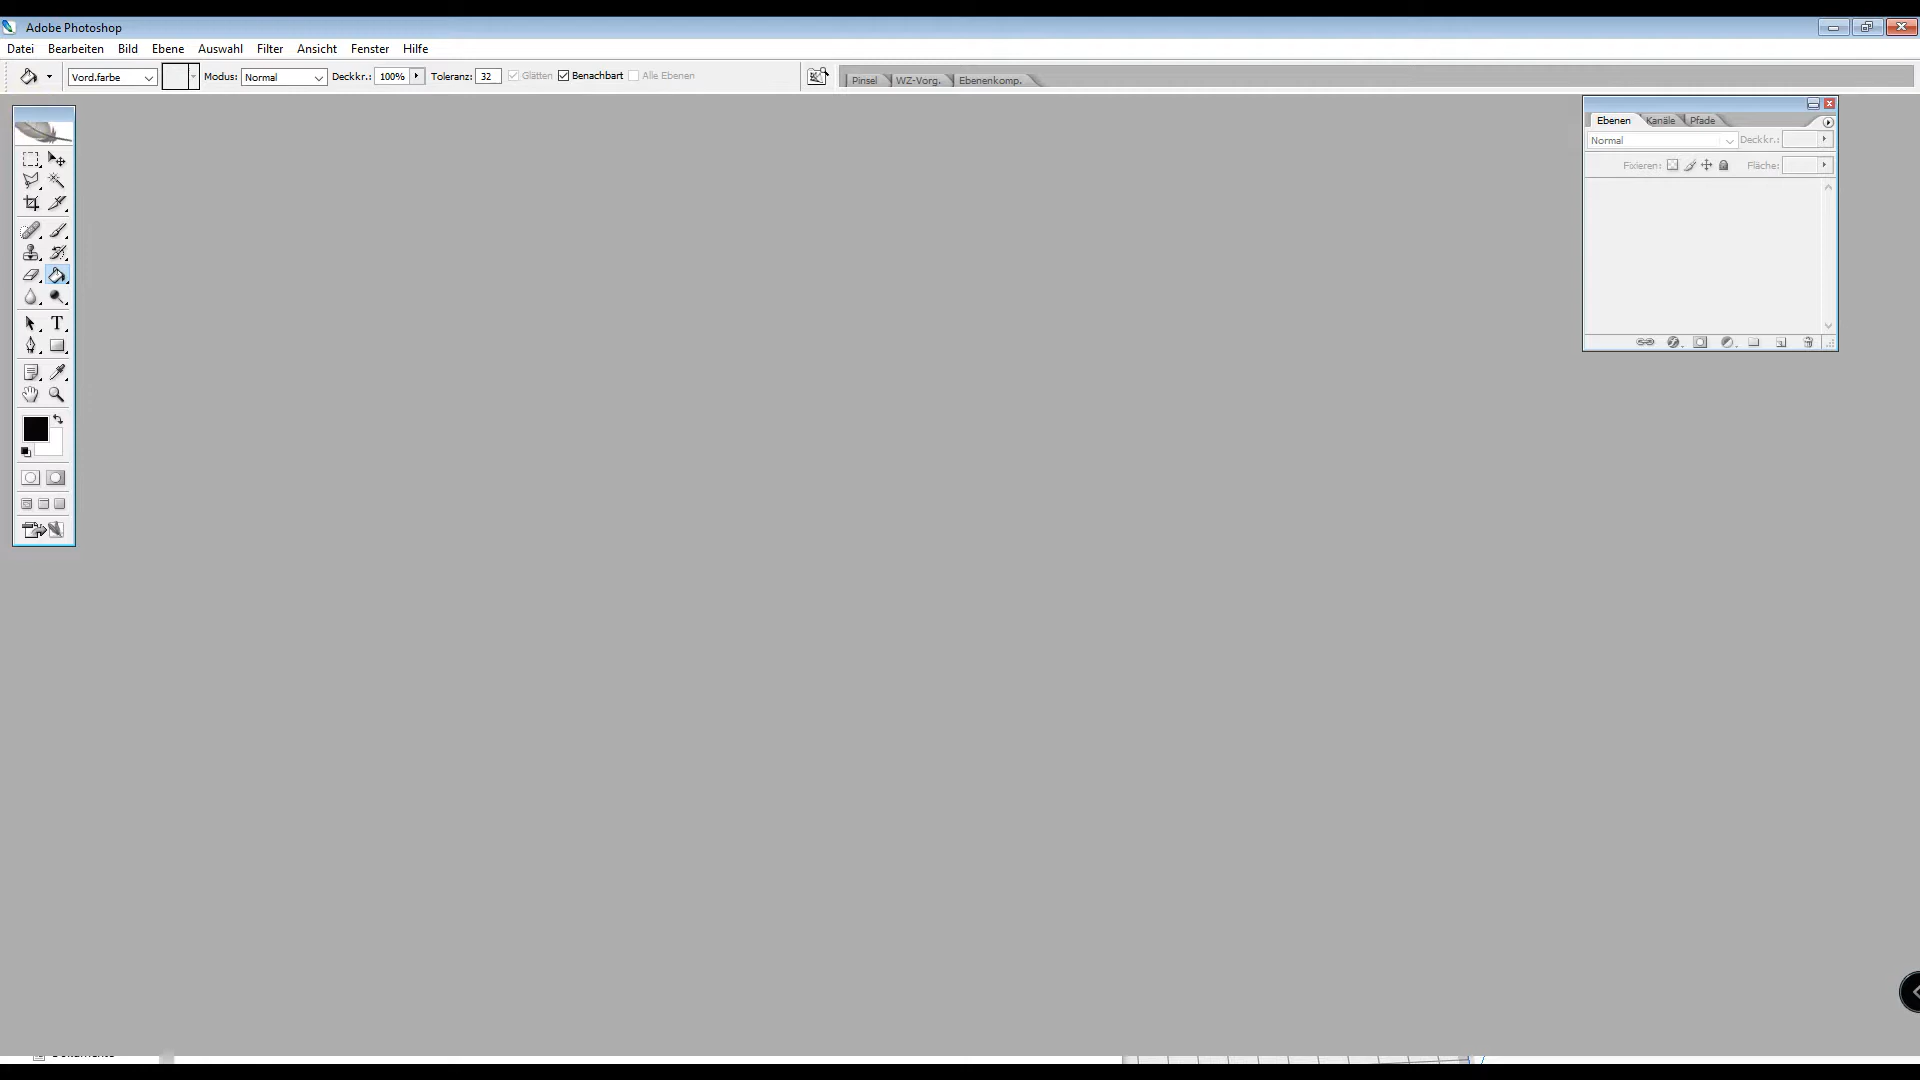 Adobe Photoshop
Datei Bearbeiten Bild Ebene Auswahl Filter Ansicht Fenster Hilfe
Vord.farbe Modus: Normal Deckkr.: 100% Toleranz: 32 Glätten Benachbart Alle Ebenen Pinsel WZ-Vorg. Ebenenkomp.
Ebenen Kanäle Pfade
Normal Deckkr.:
Fixieren: Fläche: